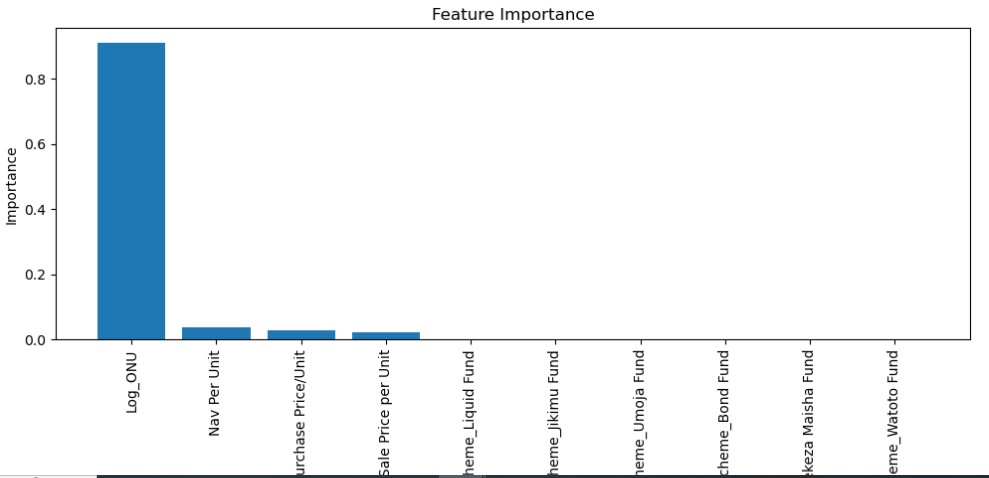 Feature Importance
Importance
0.8
0.6
0.4
0.2
0.0
Log_ONU
Nav Per Unit
urchase Price/Unit
Sale Price per Unit
heme_Liquid Fund
heme_Jikimu Fund
heme_Umoja Fund
cheme_Bond Fund
ekeza Maisha Fund
eme_Watoto Fund